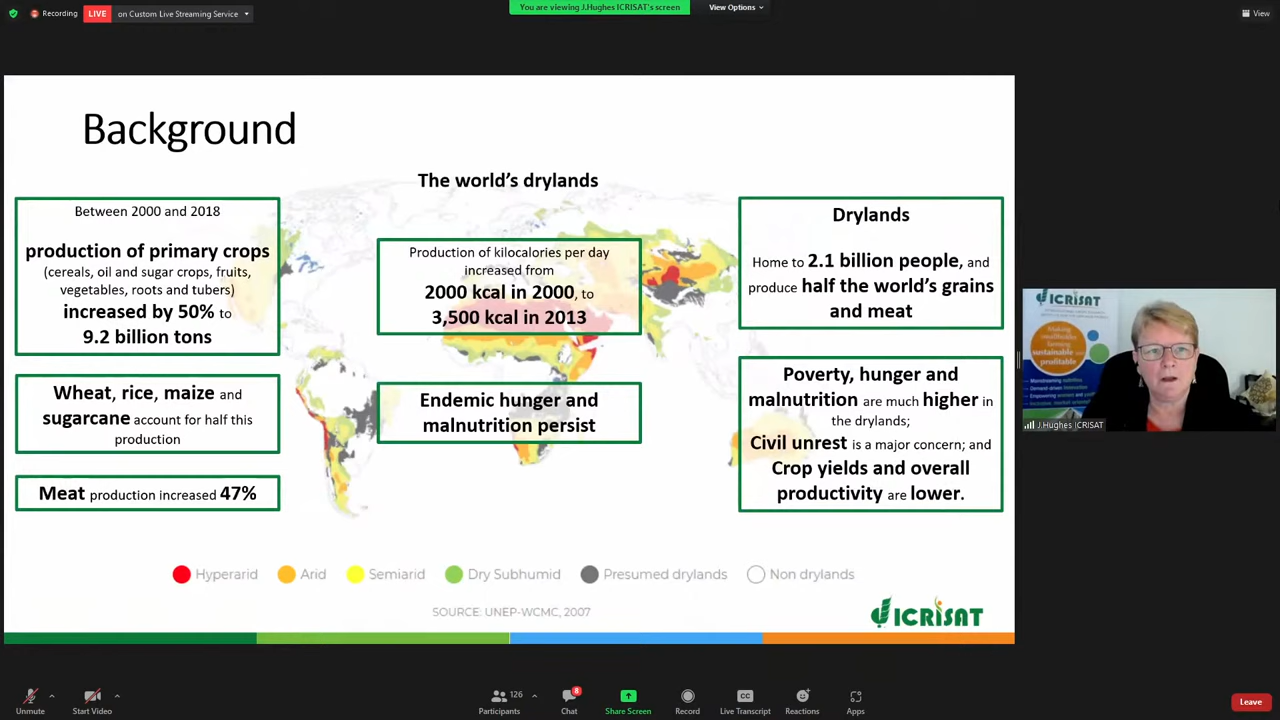 Recording
LIVE
on Custom Live Streaming Service
You are viewing J.Hughes ICRISAT's screen
View Options
View
Background
The world's drylands
Between 2000 and 2018
production of primary crops
(cereals, oil and sugar crops, fruits,
vegetables, roots and tubers)
increased by 50% to
9.2 billion tons
Wheat, rice, maize and
sugarcane account for half this
production
Meat production increased 47%
Production of kilocalories per day
increased from
2000 kcal in 2000, to
3,500 kcal in 2013
Endemic hunger and
malnutrition persist
Drylands
Home to 2.1 billion people, and
produce half the world's grains
and meat
Poverty, hunger and
malnutrition are much higher in
the drylands;
Civil unrest is a major concern; and
Crop yields and overall
productivity are lower.
Hyperarid
Arid
Semiarid
Dry Subhumid
Presumed drylands
Non drylands
SOURCE: UNEP-WCMC, 2007
ICRISAT
ICRISAT
sustainable and
profitable
J.Hughes ICRISAT
Unmute
Start Video
126
Participants
8
Chat
Share Screen
Record
CC
Live Transcript
Reactions
Apps
Leave